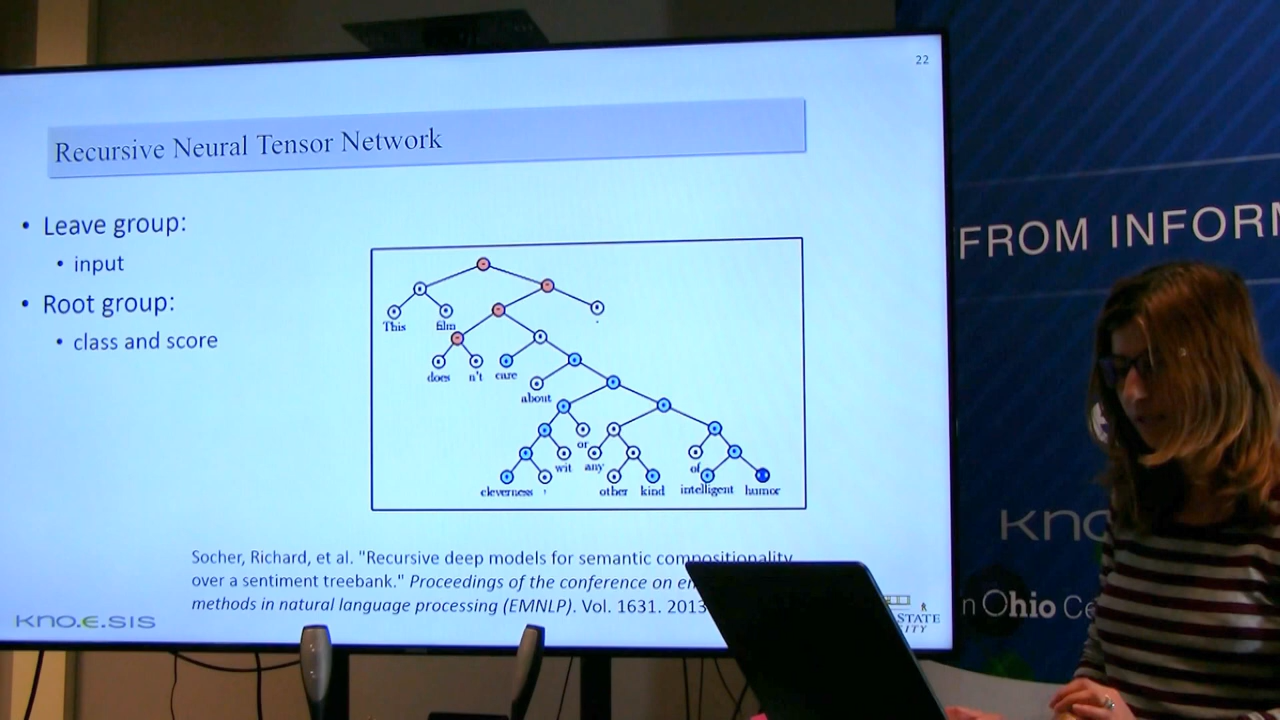 22
Recursive Neural Tensor Network
• Leave group:
• input
• Root group:
• class and score
This
film
.
does
n't
care
about
or
wit
any
of
cleverness
,
other
kind
intelligent
humor
Socher, Richard, et al. "Recursive deep models for semantic compositionality
over a sentiment treebank." Proceedings of the conference on
methods in natural language processing (EMNLP). Vol. 1631. 2013
KNO.E.SIS
STATE
FROM INFOR
KNO
n Ohio Ce